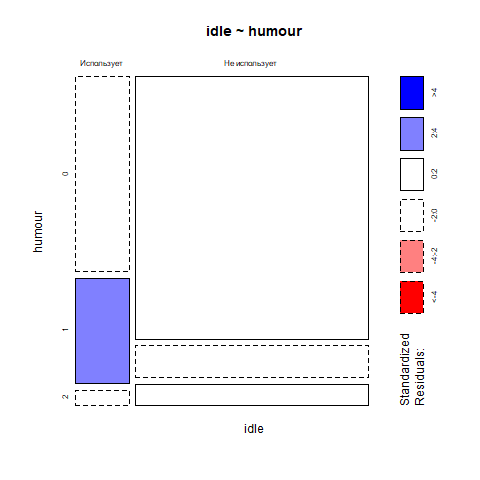 idle ~ humour
Использует
Не использует
humour
0
1
2
idle
>4
2:4
0:2
-2:0
-4:-2
<-4
Standardized
Residuals: